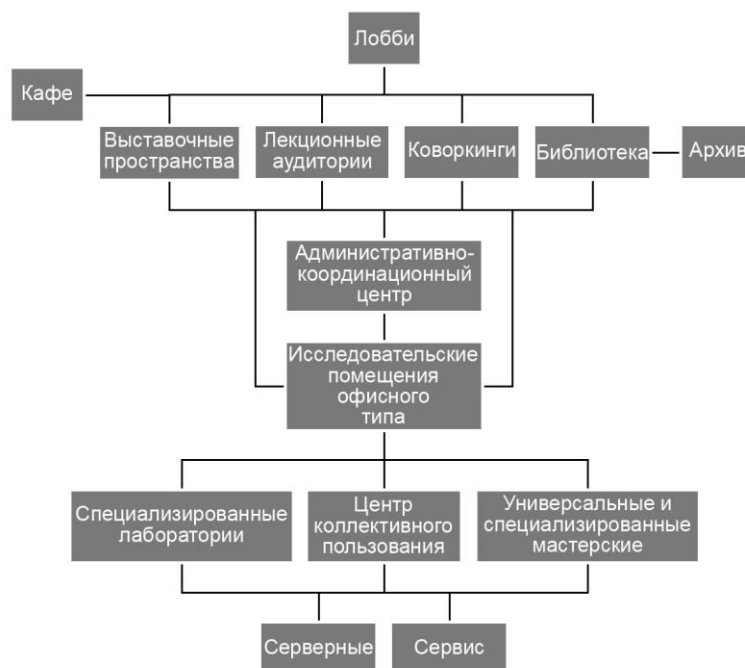 Лобби
Кафе
Выставочные
пространства
Лекционные
аудитории
Коворкинги
Библиотека
Архив
Административно-
координационный
центр
Исследовательские
помещения
офисного
типа
Специализированные
лаборатории
Центр
коллективного
пользования
Универсальные и
специализированные
мастерские
Серверные
Сервис